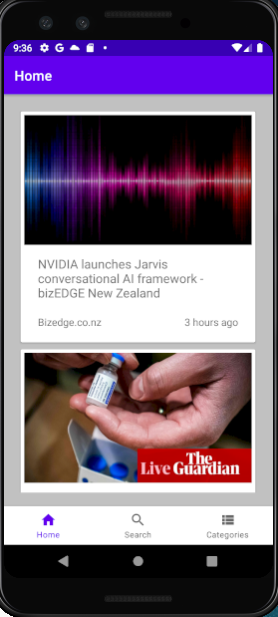 9:36 G
Home
NVIDIA launches Jarvis
conversational AI framework -
bizEDGE New Zealand
Bizedge.co.nz 3 hours ago
The
Live Guardian
Home Search Categories